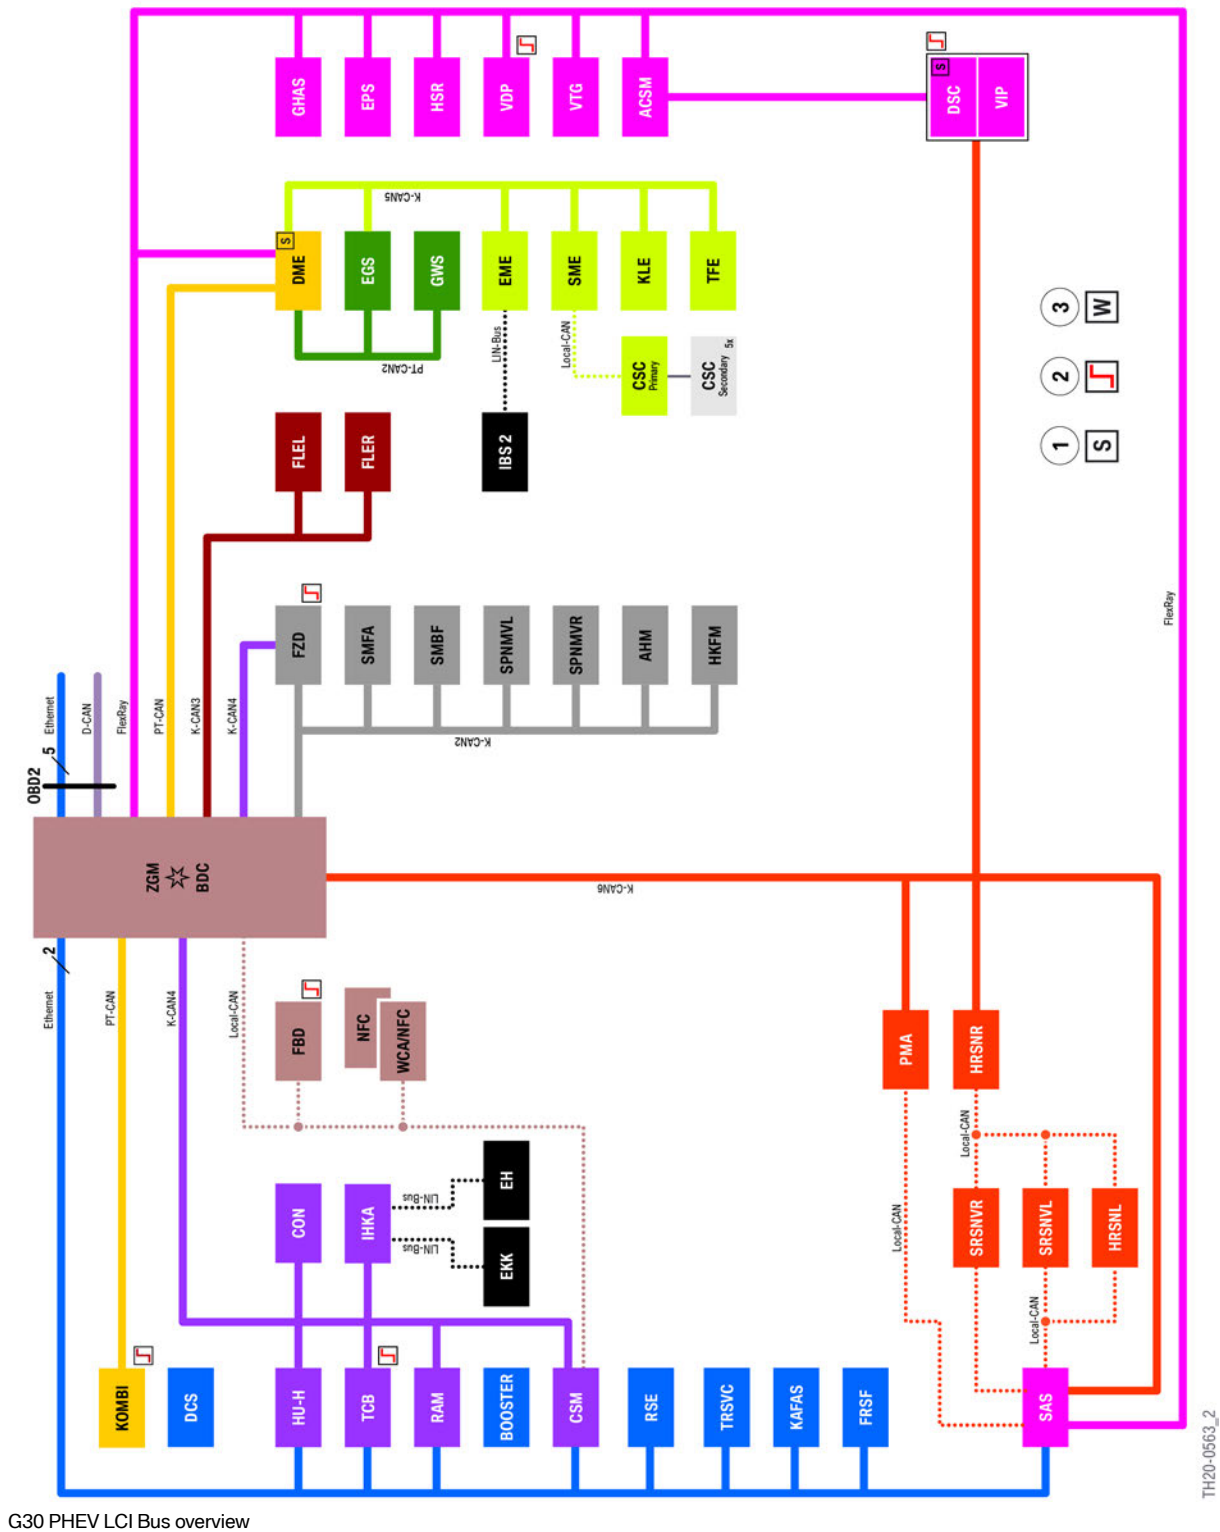 GHAS
EPS
HSR
VDP
VTG
ACSM
DSC
S
VIP
K-CAN5
DME
S
EGS
GWS
EME
SME
KLE
TFE
PT-CAN2
LIN-Bus
Local-CAN
CSC
Primary
CSC
Secondary
5x
3
W
2
1
S
FLEL
FLER
IBS 2
FZD
SMFA
SMBF
SPNMVL
SPNMVR
AHM
HKFM
K-CAN2
Ethernet
D-CAN
FlexRay
PT-CAN
K-CAN3
K-CAN4
FlexRay
OBD2
5
ZGM
BDC
K-CAN6
2
Ethernet
PT-CAN
K-CAN4
Local-CAN
FBD
NFC
WCA/NFC
PMA
HRSNR
Local-CAN
CON
IHKA
LIN-Bus
LIN-Bus
EH
EKK
Local-CAN
SRSNVR
SRSNVL
HRSNL
Local-CAN
KOMBI
DCS
HU-H
TCB
RAM
BOOSTER
CSM
RSE
TRSVC
KAFAS
FRSF
SAS
TH20-0563_2
G30 PHEV LCI Bus overview